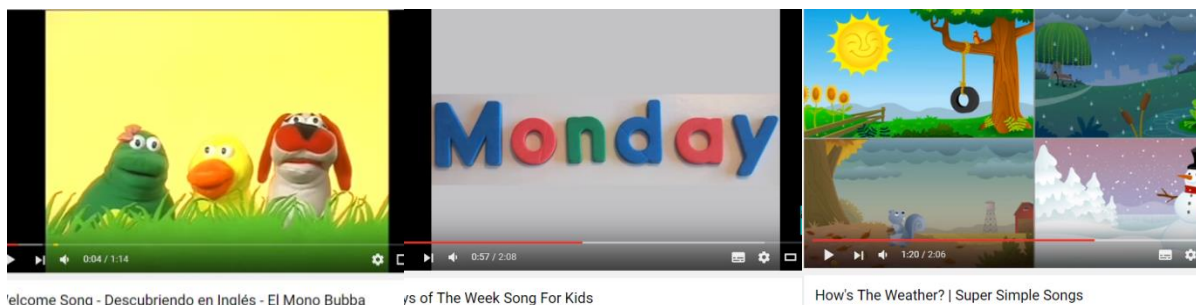 Monday
0:04 / 1:14
0:57 / 2:08
1:20 / 2:06
elcome Song - Descubriendo en Inglés - El Mono Bubba
ys of The Week Song For Kids
How's The Weather? | Super Simple Songs